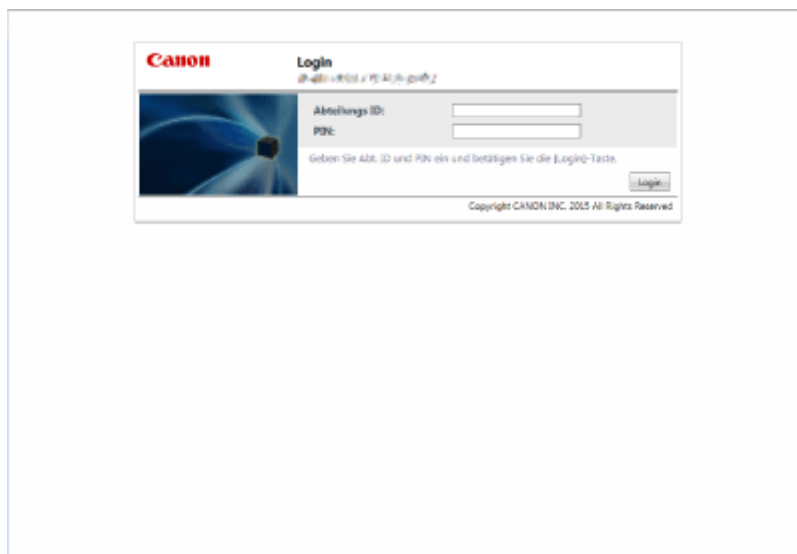 Canon
Login
Abteilungs ID:
PIN:
Geben Sie Abt. ID und PIN ein und betätigen Sie die [Login]-Taste.
Login
Copyright CANON INC. 2015 All Rights Reserved